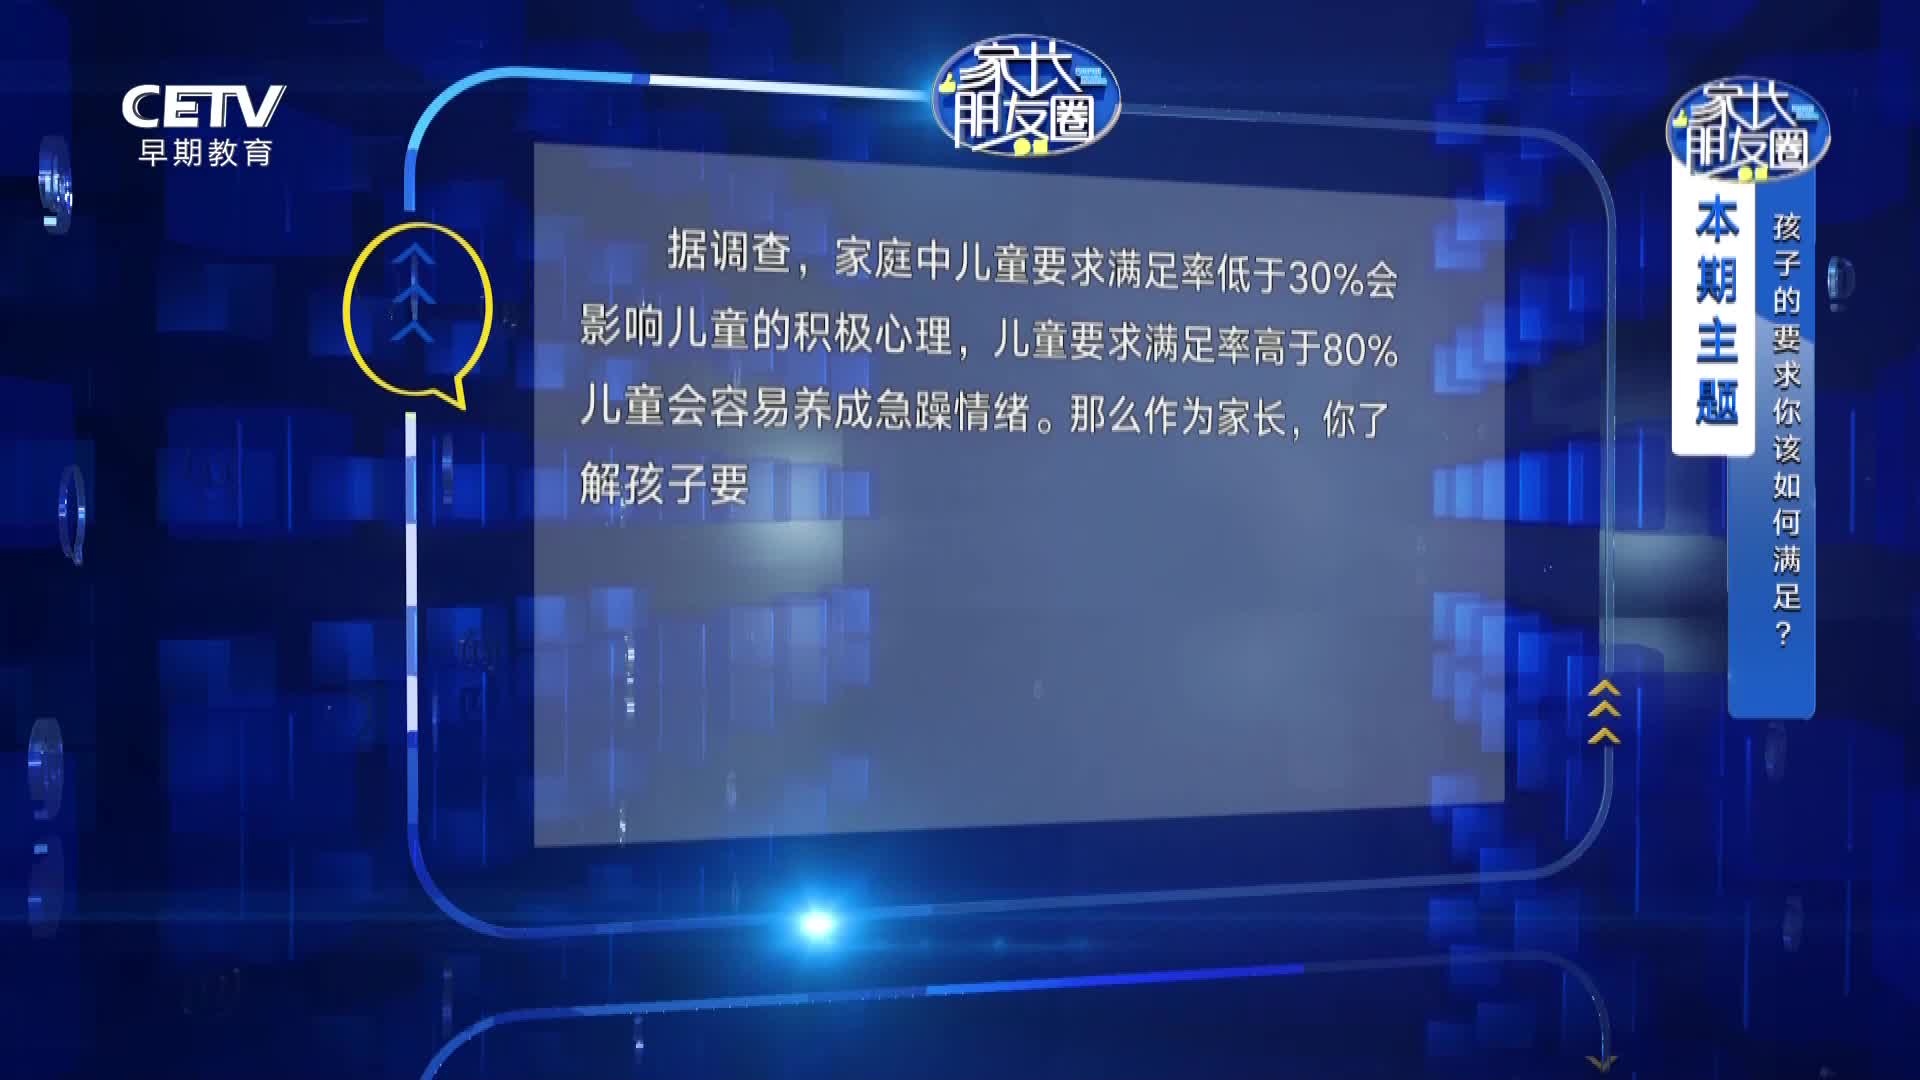 CETV
早期教育
家长
朋友圈
据调查，家庭中儿童要求满足率低于30%会
影响儿童的积极心理，儿童要求满足率高于80%
儿童会容易养成急躁情绪。那么作为家长，你了
解孩子要
家长
朋友圈
本期主题
孩子的要求你该如何满足？